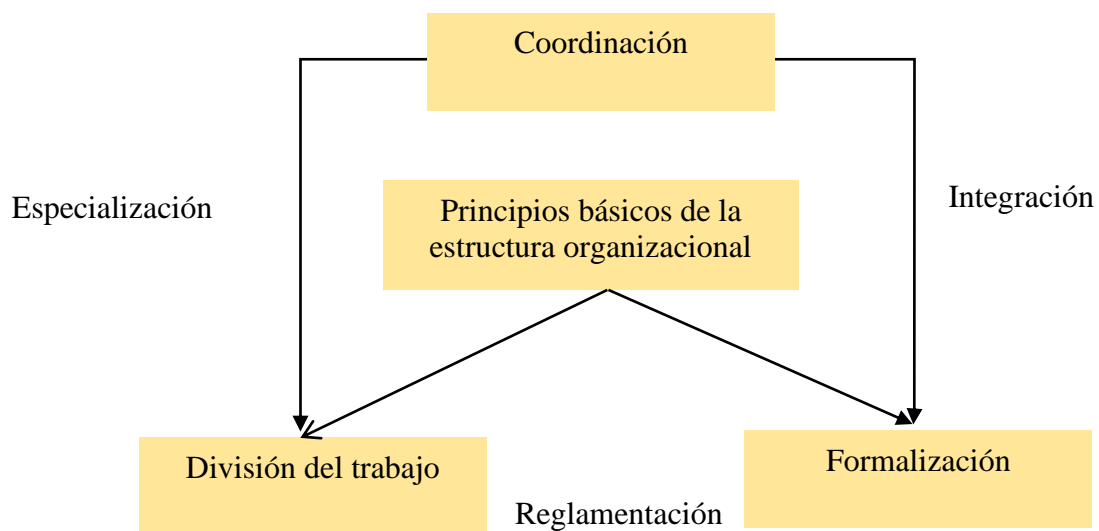 Coordinación
Especialización
Principios básicos de la
estructura organizacional
Integración
División del trabajo
Formalización
Reglamentación